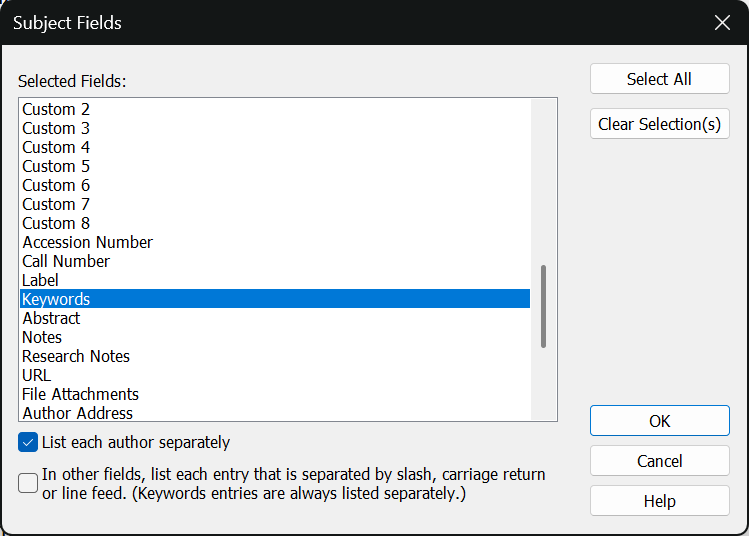 Subject Fields
Selected Fields:
Custom 2
Custom 3
Custom 4
Custom 5
Custom 6
Custom 7
Custom 8
Accession Number
Call Number
Label
Keywords
Abstract
Notes
Research Notes
URL
File Attachments
Author Address
List each author separately
In other fields, list each entry that is separated by slash, carriage return
or line feed. (Keywords entries are always listed separately.)
Select All
Clear Selection(s)
OK
Cancel
Help